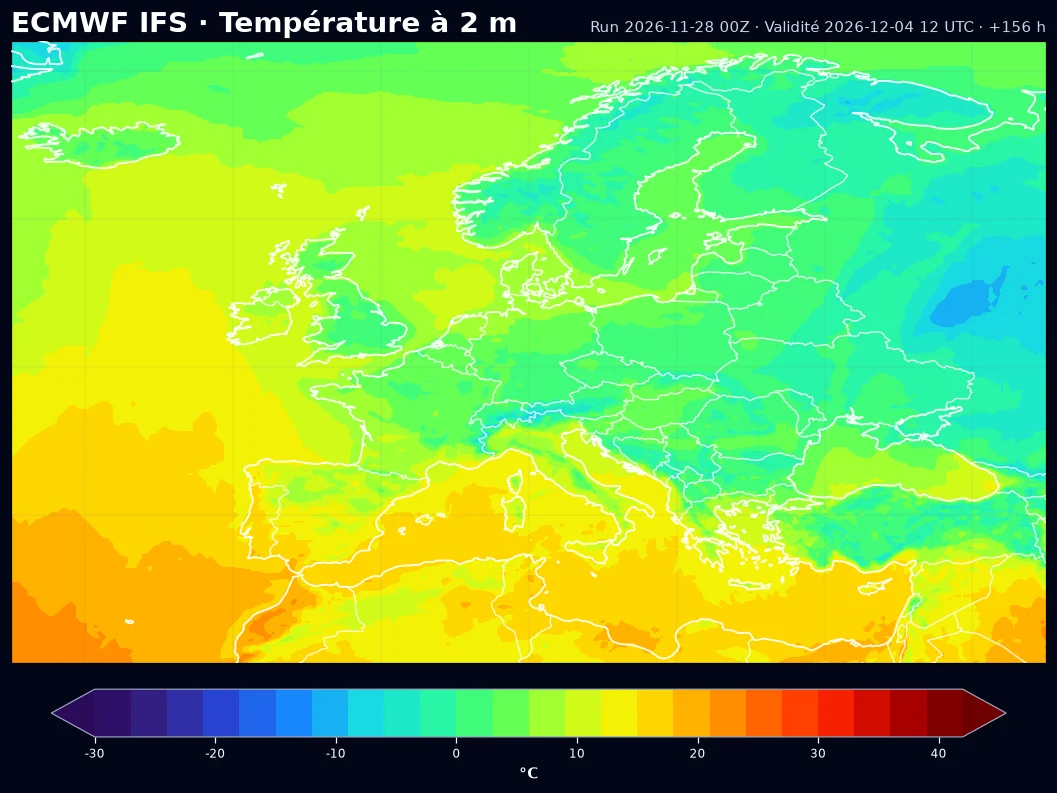 ECMWF IFS · Température à 2 m
Run 2026-11-28 00Z · Validité 2026-12-04 12 UTC · +156 h
-30 -20 -10 0 10 20 30 40
°C